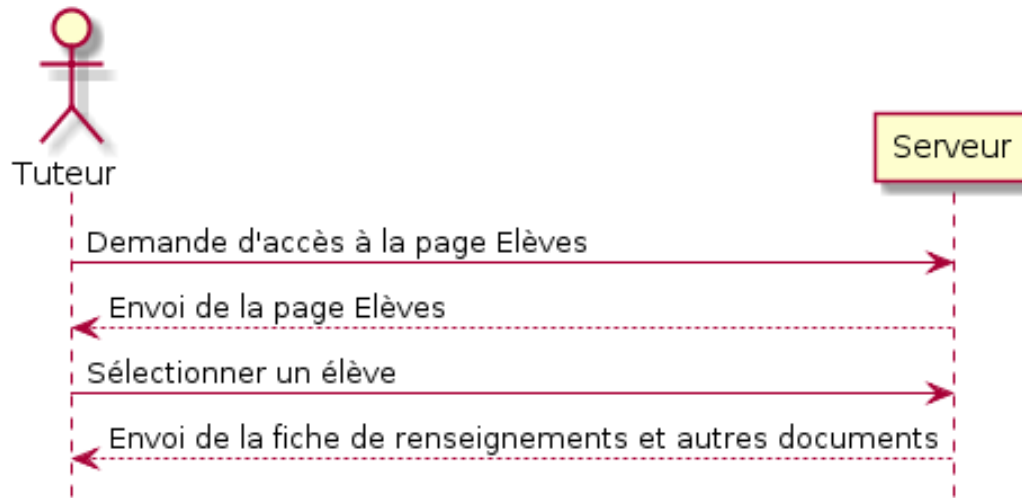 Tuteur
Serveur
Demande d'accès à la page Elèves
Envoi de la page Elèves
Sélectionner un élève
Envoi de la fiche de renseignements et autres documents